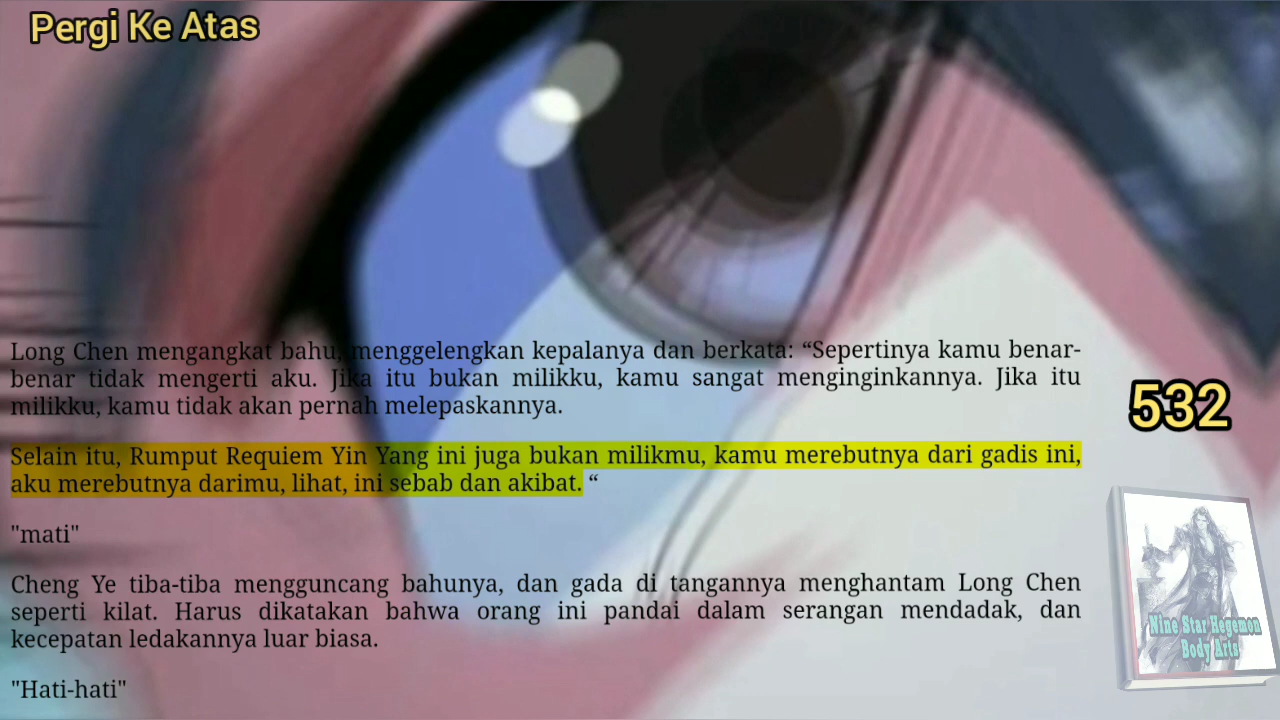 Pergi Ke Atas
Long Chen mengangkat bahu, menggelengkan kepalanya dan berkata: “Sepertinya kamu benar-
benar tidak mengerti aku. Jika itu bukan milikku, kamu sangat menginginkannya. Jika itu
milikku, kamu tidak akan pernah melepaskannya.
532
Selain itu, Rumput Requiem Yin Yang ini juga bukan milikmu, kamu merebutnya dari gadis ini,
aku merebutnya darimu, lihat, ini sebab dan akibat. “
"mati"
Cheng Ye tiba-tiba mengguncang bahunya, dan gada di tangannya menghantam Long Chen
seperti kilat. Harus dikatakan bahwa orang ini pandai dalam serangan mendadak, dan
kecepatan ledakannya luar biasa.
"Hati-hati"
Nine Star Hegemon
Body Arts